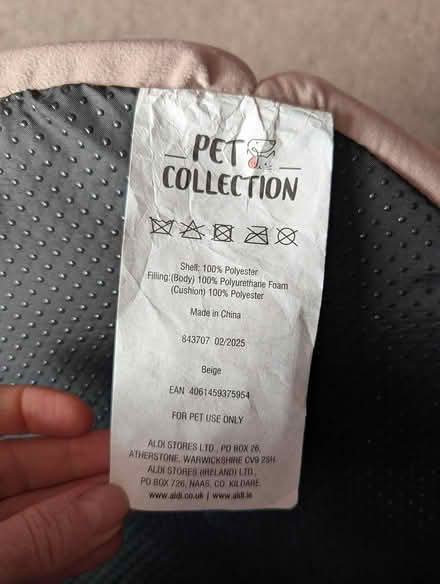 PET
COLLECTION
Shell: 100% Polyester
Filling:(Body) 100% Polyurethane Foam
(Cushion) 100% Polyester
Made in China
843707 02/2025
Beige
EAN 4061459375954
FOR PET USE ONLY
ALDI STORES LTD., PO BOX 26,
ATHERSTONE, WARWICKSHIRE CV9 2SH.
ALDI STORES (IRELAND) LTD.,
PO BOX 726, NAAS, CO. KILDARE.
www.aldi.co.uk | www.aldi.ie